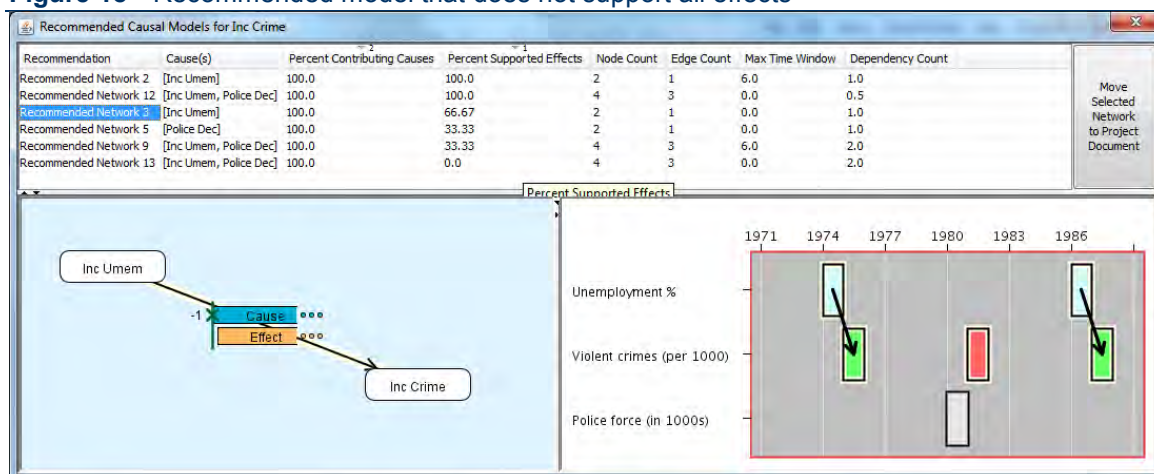 Figure 13 Recommended model that does not support all effects
Recommended Causal Models for Inc Crime
X
2 1
Recommendation Cause(s) Percent Contributing Causes Percent Supported Effects Node Count Edge Count Max Time Window Dependency Count
Recommended Network 2 [Inc Umem] 100.0 100.0 2 1 6.0 1.0
Recommended Network 12 [Inc Umem, Police Dec] 100.0 100.0 4 3 0.0 0.5
Recommended Network 3 [Inc Umem] 100.0 66.67 2 1 0.0 1.0
Recommended Network 5 [Police Dec] 100.0 33.33 2 1 0.0 1.0
Recommended Network 9 [Inc Umem, Police Dec] 100.0 33.33 4 3 6.0 2.0
Recommended Network 13 [Inc Umem, Police Dec] 100.0 0.0 4 3 0.0 2.0
Move
Selected
Network
to Project
Document
Percent Supported Effects
Inc Umem
-1
Cause
Effect
Inc Crime
1971 1974 1977 1980 1983 1986
Unemployment %
Violent crimes (per 1000)
Police force (in 1000s)